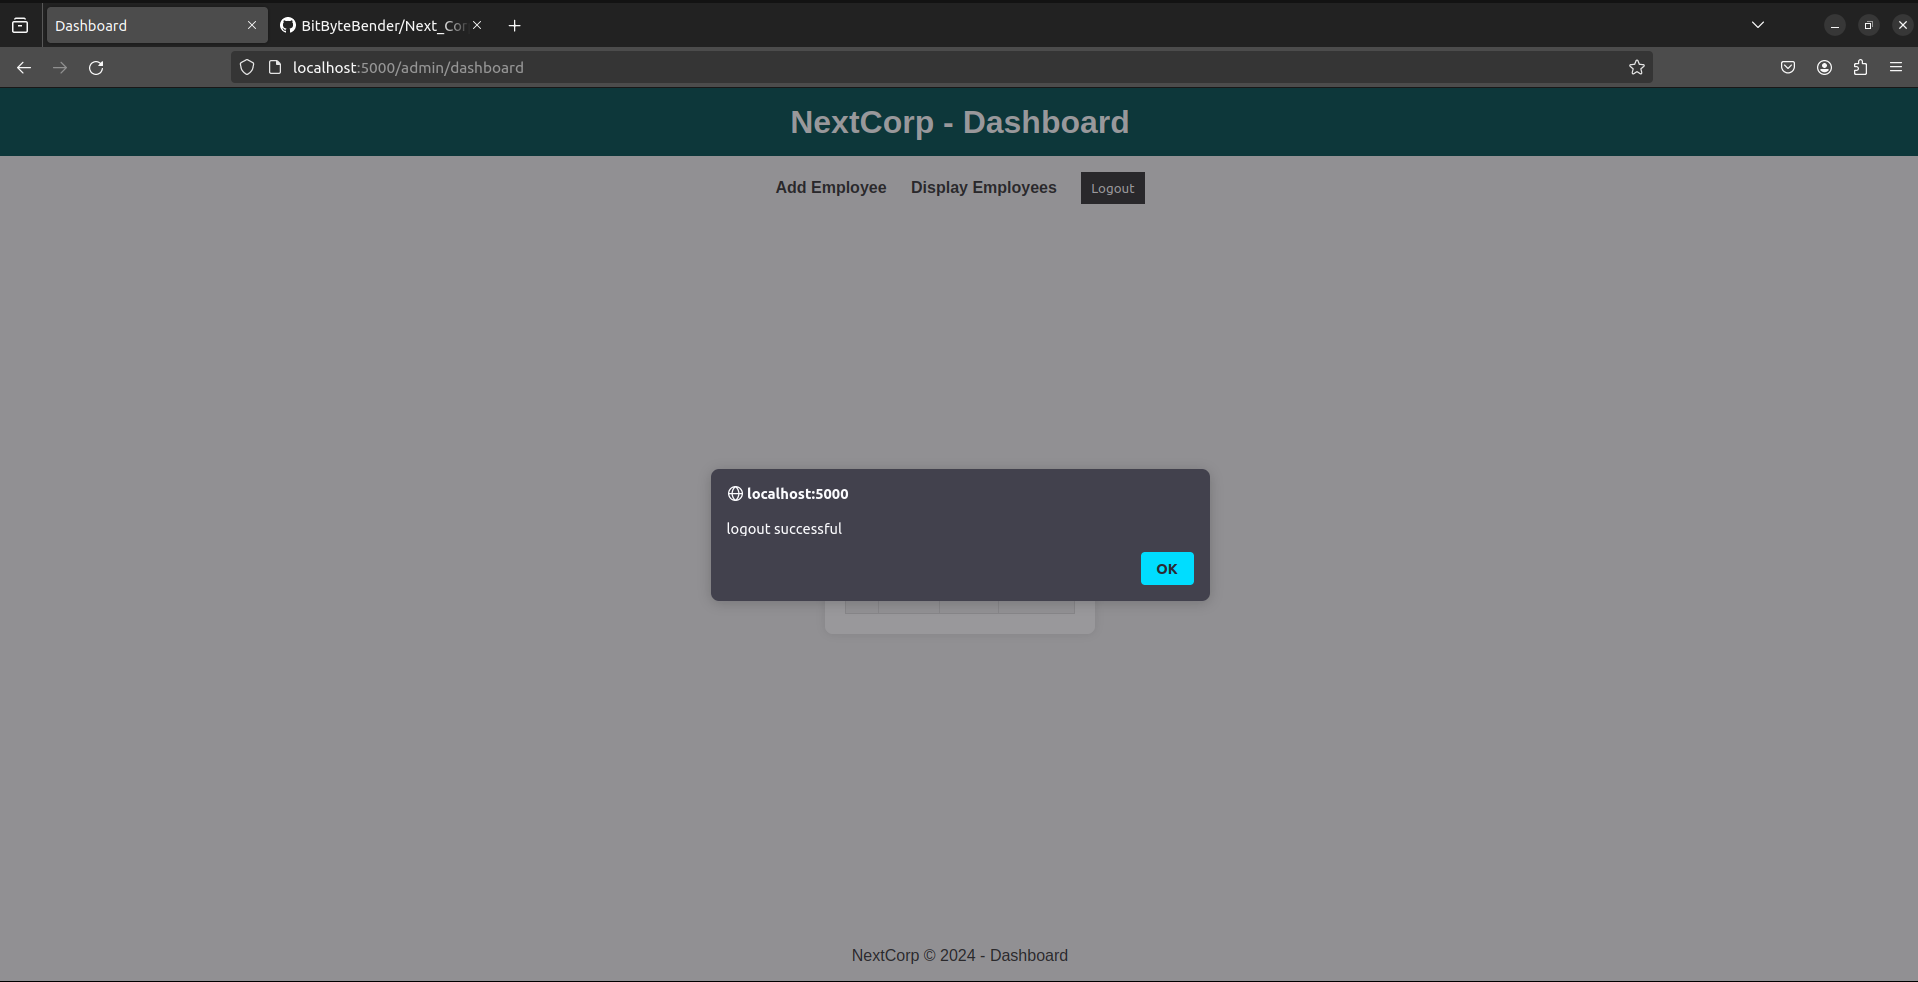 Dashboard
BitByteBender/Next_Cor
localhost:5000/admin/dashboard
NextCorp - Dashboard
Add Employee Display Employees Logout
localhost:5000
logout successful
OK
NextCorp © 2024 - Dashboard